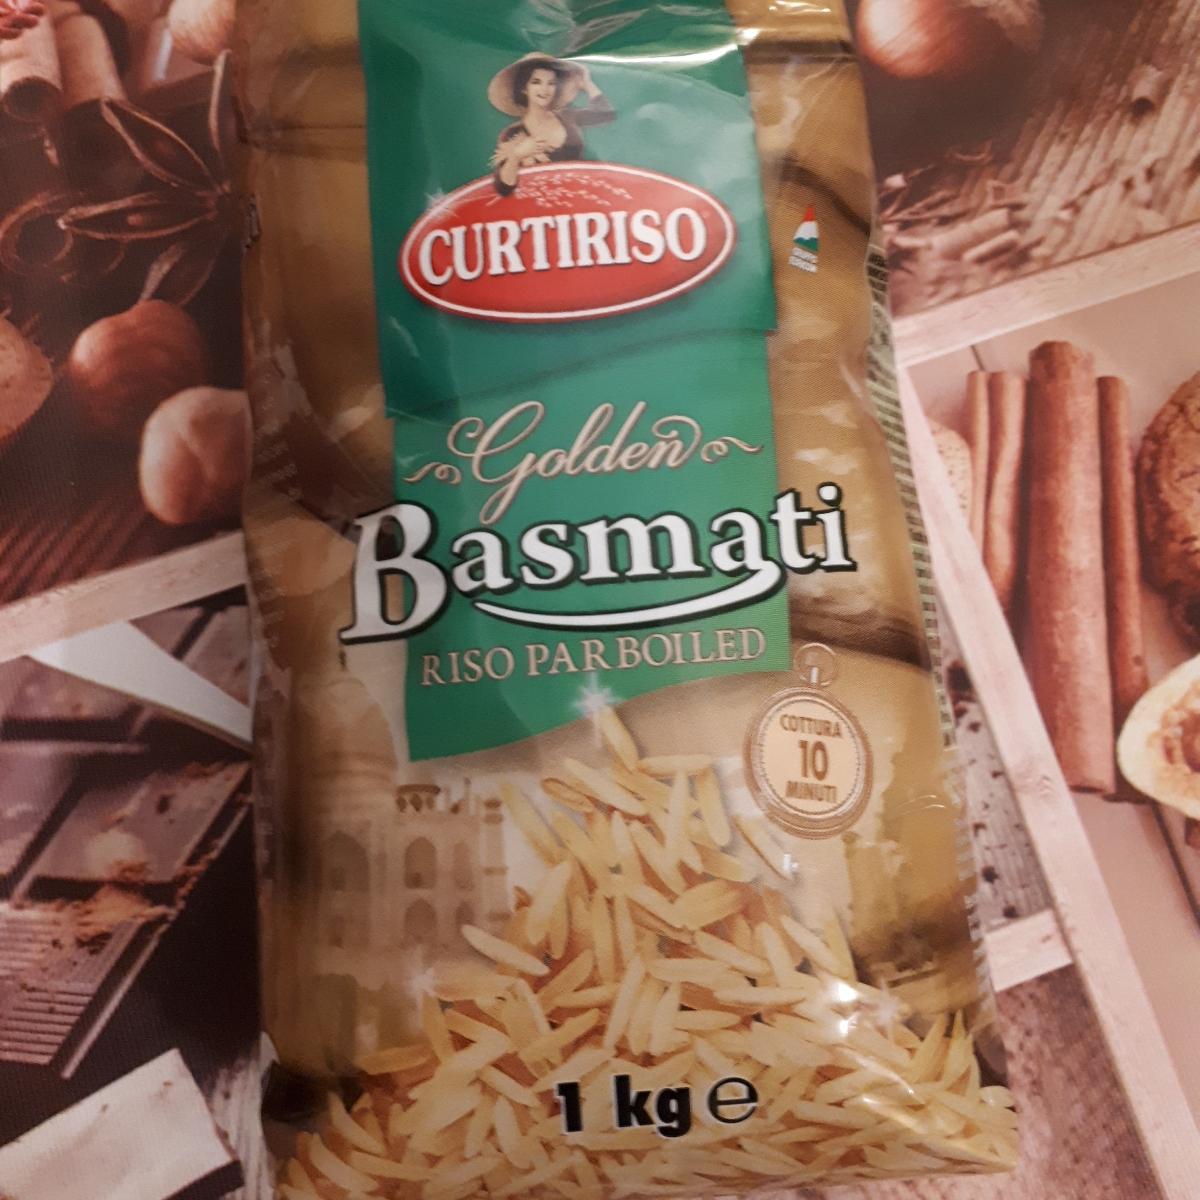 CURTIRISO
Golden
Basmati
RISO PARBOILED
COTTURA
10
MINUTI
1 kg e